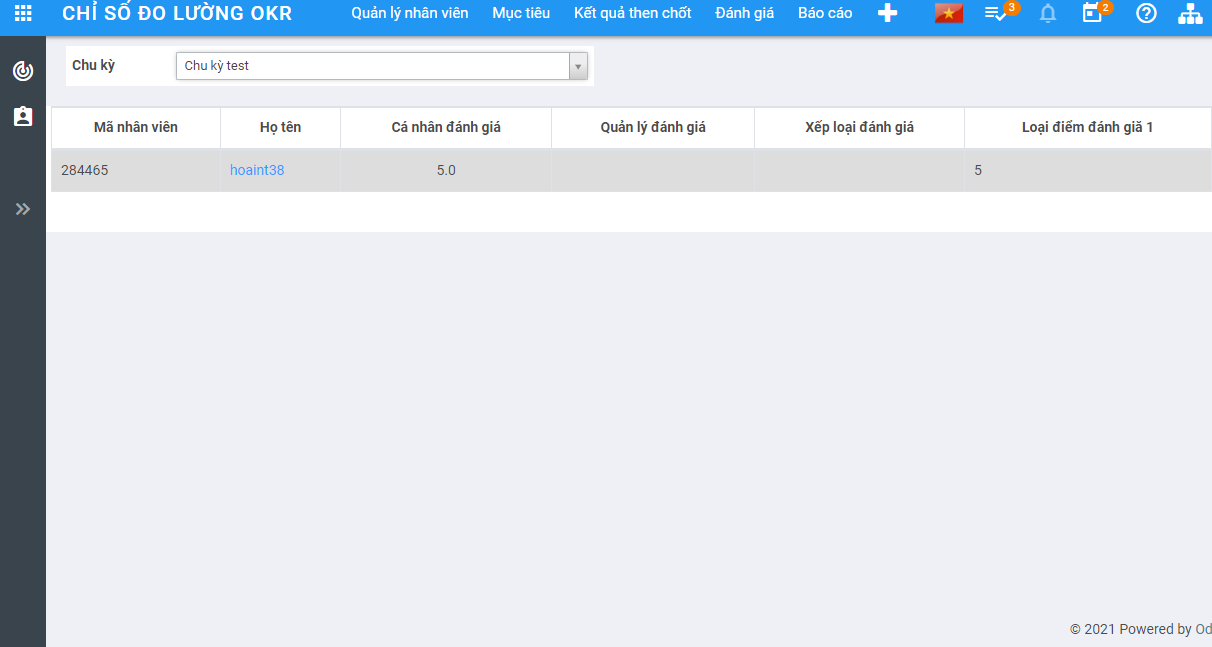 CHỈ SỐ ĐO LƯỜNG OKR Quản lý nhân viên Mục tiêu Kết quả then chốt Đánh giá Báo cáo 3 2
Chu kỳ Chu kỳ test
Mã nhân viên Họ tên Cá nhân đánh giá Quản lý đánh giá Xếp loại đánh giá Loại điểm đánh giã 1
284465 hoaint38 5.0 5
© 2021 Powered by Od